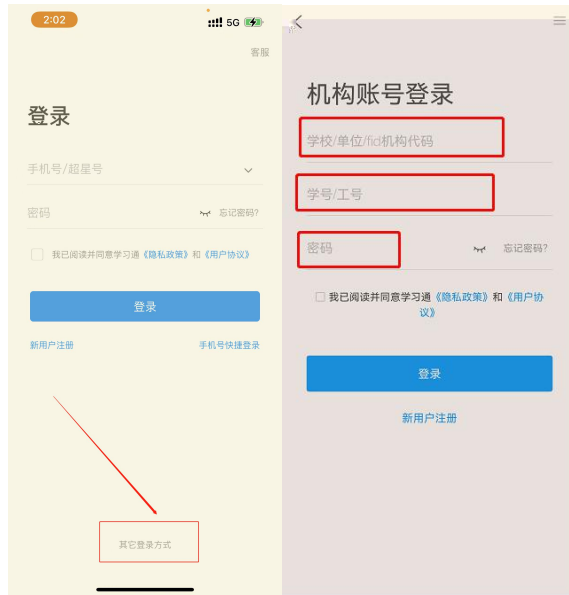 2:02
5G
客服
登录
手机号/超星号
密码
忘记密码?
我已阅读并同意学习通《隐私政策》和《用户协议》
登录
新用户注册
手机号快捷登录
其它登录方式
机构账号登录
学校/单位/fid机构代码
学号/工号
密码
忘记密码?
我已阅读并同意学习通《隐私政策》和《用户协
议》
登录
新用户注册